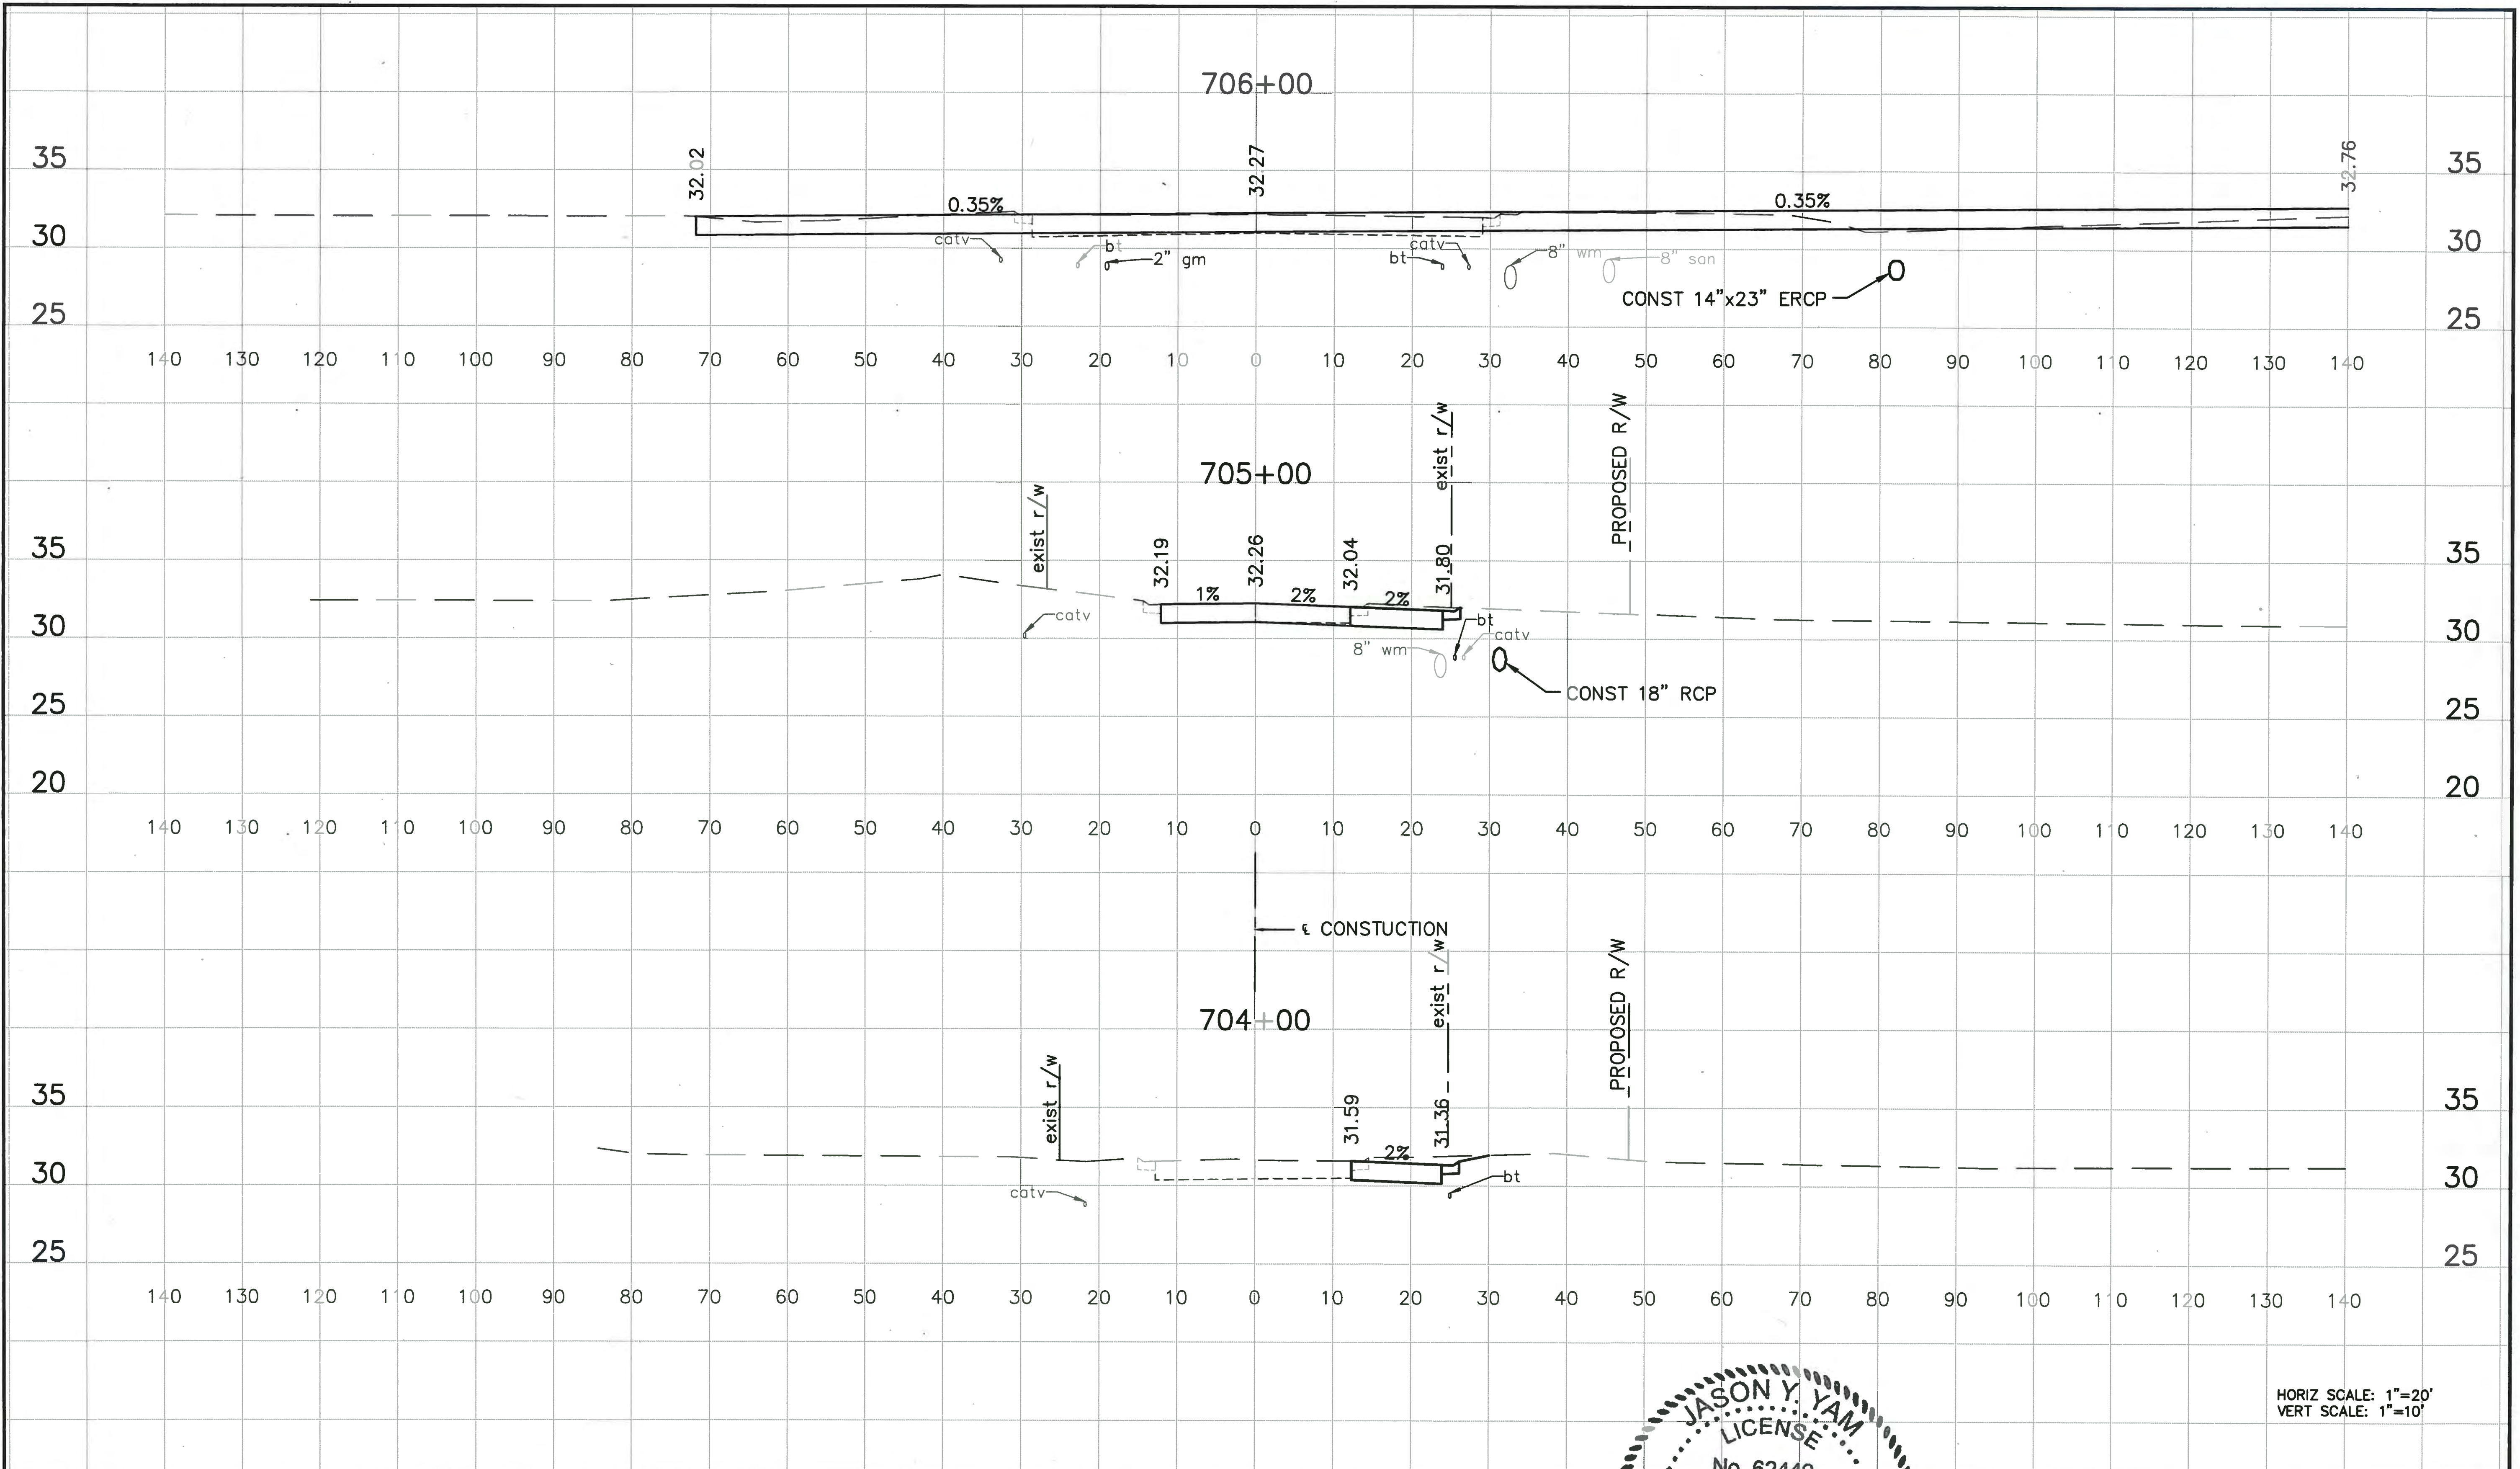 706+00
32.02
32.27
32.76
35
35
0.35%
0.35%
30
30
catv
bt
2" gm
catv
bt
8" wm
8" san
CONST 14"x23" ERCP
25
25
140 130 120 110 100 90 80 70 60 50 40 30 20 10 0 10 20 30 40 50 60 70 80 90 100 110 120 130 140
705+00
exist r/w
exist r/w
PROPOSED R/W
35
35
32.19
32.26
32.04
31.80
1%
2%
2%
30
30
catv
bt
catv
8" wm
CONST 18" RCP
25
25
20
20
140 130 120 110 100 90 80 70 60 50 40 30 20 10 0 10 20 30 40 50 60 70 80 90 100 110 120 130 140
℄ CONSTUCTION
704+00
exist r/w
exist r/w
PROPOSED R/W
35
35
31.59
31.36
2%
30
30
catv
bt
25
25
140 130 120 110 100 90 80 70 60 50 40 30 20 10 0 10 20 30 40 50 60 70 80 90 100 110 120 130 140
HORIZ SCALE: 1"=20'
VERT SCALE: 1"=10'
JASON Y. YAM
LICENSE
No.